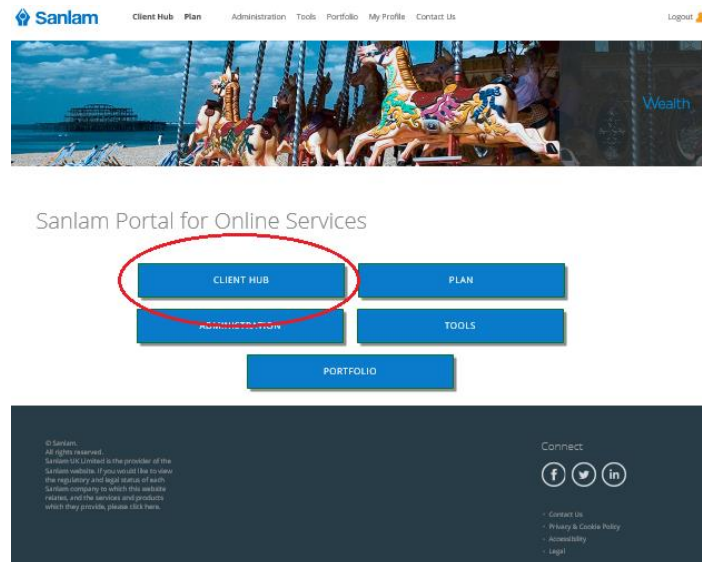 Sanlam Client Hub Plan Administration Tools Portfolio My Profile Contact Us Logout
Wealth
Sanlam Portal for Online Services
CLIENT HUB PLAN
ADMINISTRATION TOOLS
PORTFOLIO
© Sanlam.
All rights reserved.
Sanlam UK Limited is the provider of the
Sanlam website. If you would like to view
the regulatory and legal status of each
Sanlam company to which this website
relates, and the services and products
which they provide, please click here.
Connect
f in
Contact Us
Privacy & Cookie Policy
Accessibility
Legal